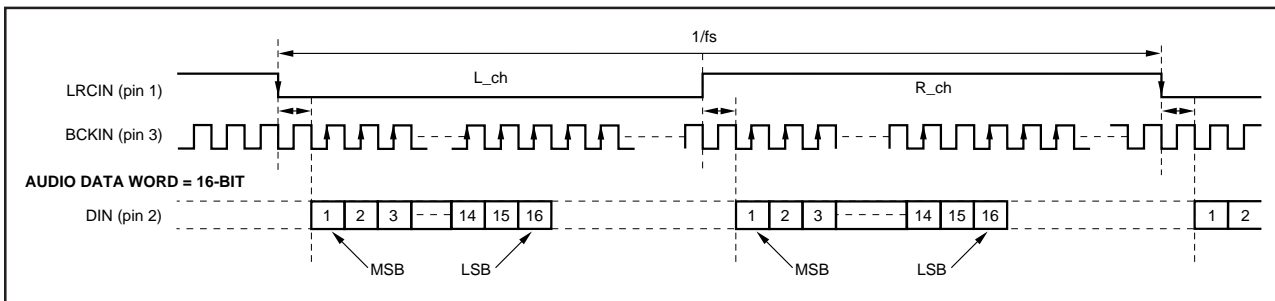 1/fs
L_ch
R_ch
LRCIN (pin 1)
BCKIN (pin 3)
AUDIO DATA WORD = 16-BIT
DIN (pin 2)
1 2 3 14 15 16
1 2 3 14 15 16
1 2
MSB LSB
MSB LSB